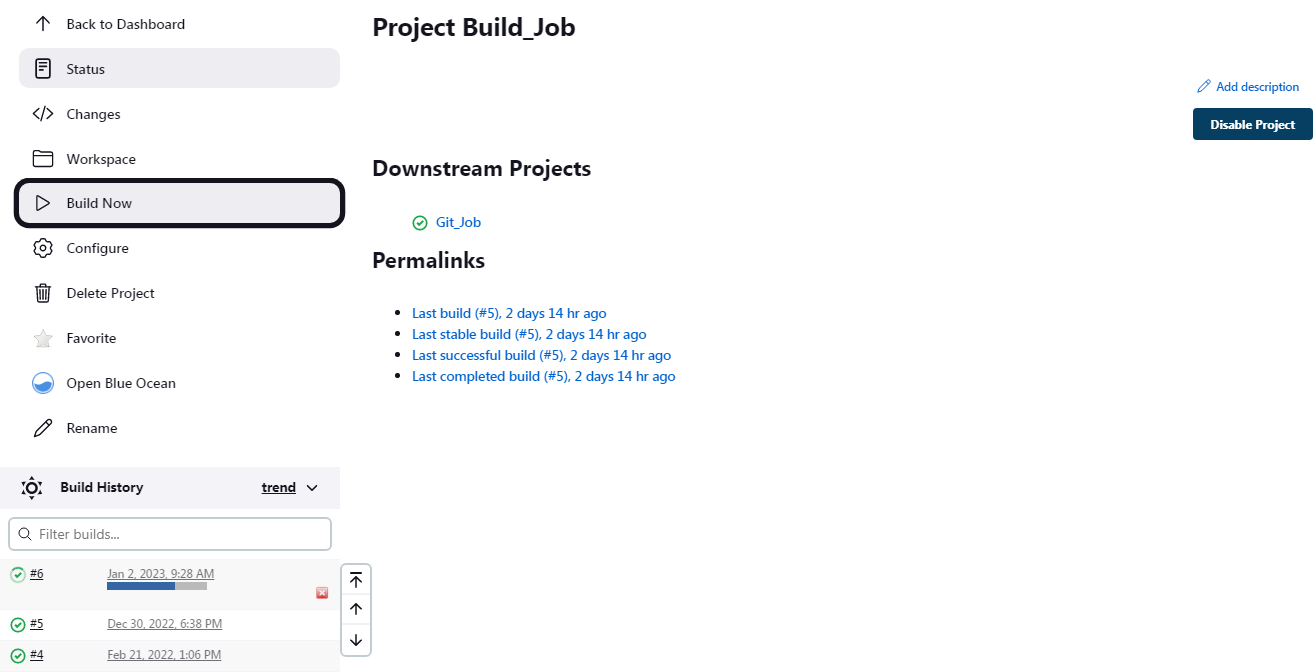 Back to Dashboard
Status
Changes
Workspace
Build Now
Configure
Delete Project
Favorite
Open Blue Ocean
Rename
Build History trend
Filter builds...
#6 Jan 2, 2023, 9:28 AM
#5 Dec 30, 2022, 6:38 PM
#4 Feb 21, 2022, 1:06 PM
Project Build_Job
Add description
Disable Project
Downstream Projects
Git_Job
Permalinks
Last build (#5), 2 days 14 hr ago
Last stable build (#5), 2 days 14 hr ago
Last successful build (#5), 2 days 14 hr ago
Last completed build (#5), 2 days 14 hr ago